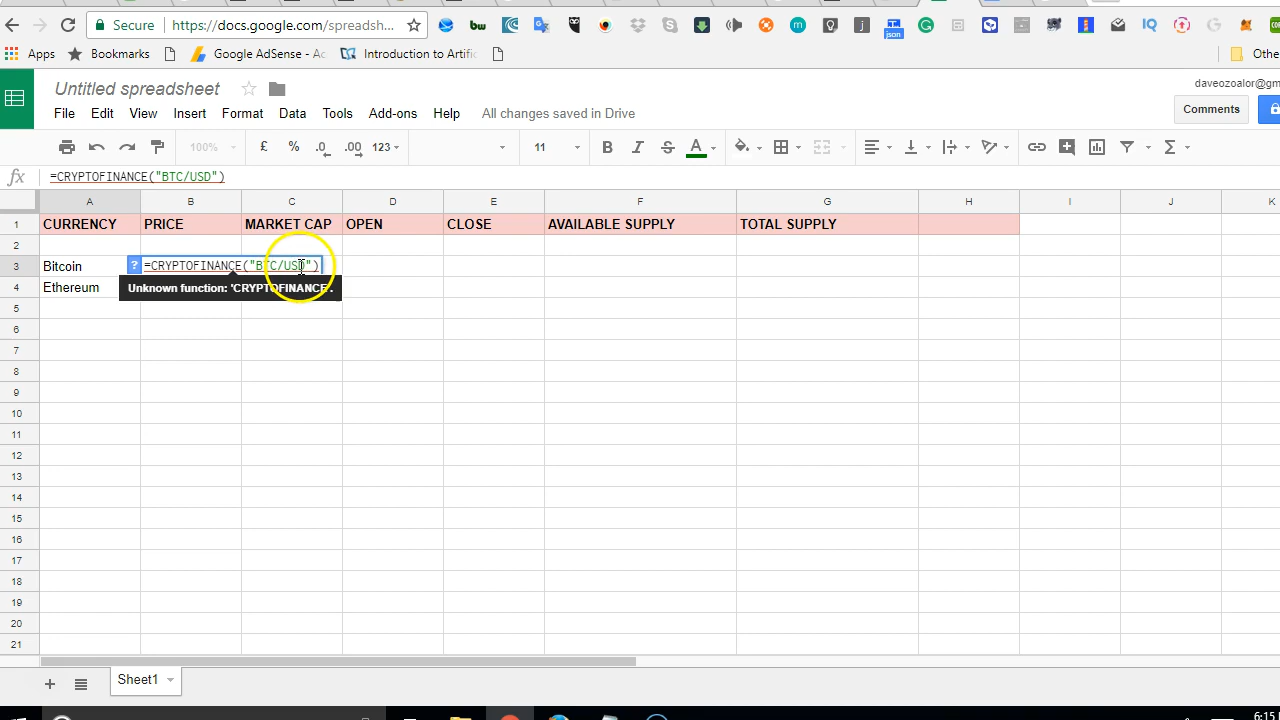 Secure https://docs.google.com/spreadsh...
Apps Bookmarks Google AdSense - Ac Introduction to Artific Othe
Untitled spreadsheet
daveozoalor@gm
File Edit View Insert Format Data Tools Add-ons Help All changes saved in Drive
Comments
100% £ % .0 .00 123 11
=CRYPTOFINANCE("BTC/USD")
A B C D E F G H I J K
1 CURRENCY PRICE MARKET CAP OPEN CLOSE AVAILABLE SUPPLY TOTAL SUPPLY
2
3 Bitcoin ? =CRYPTOFINANCE("BTC/USD")
4 Ethereum Unknown function: 'CRYPTOFINANCE'.
5
6
7
8
9
10
11
12
13
14
15
16
17
18
19
20
21
Sheet1
6:15